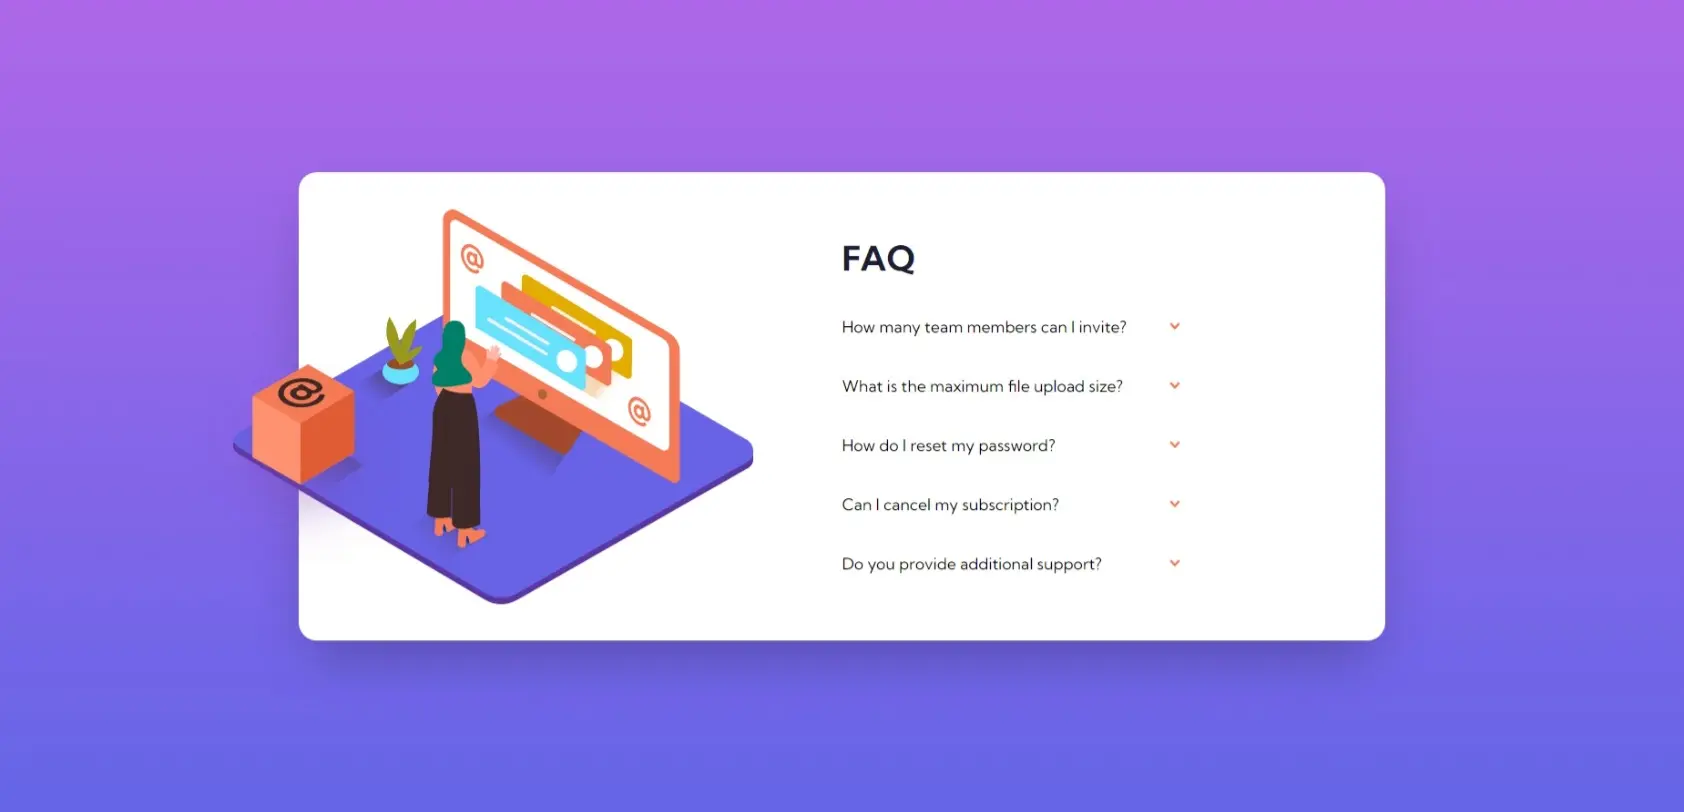 @
@
@
FAQ
How many team members can I invite?
What is the maximum file upload size?
How do I reset my password?
Can I cancel my subscription?
Do you provide additional support?